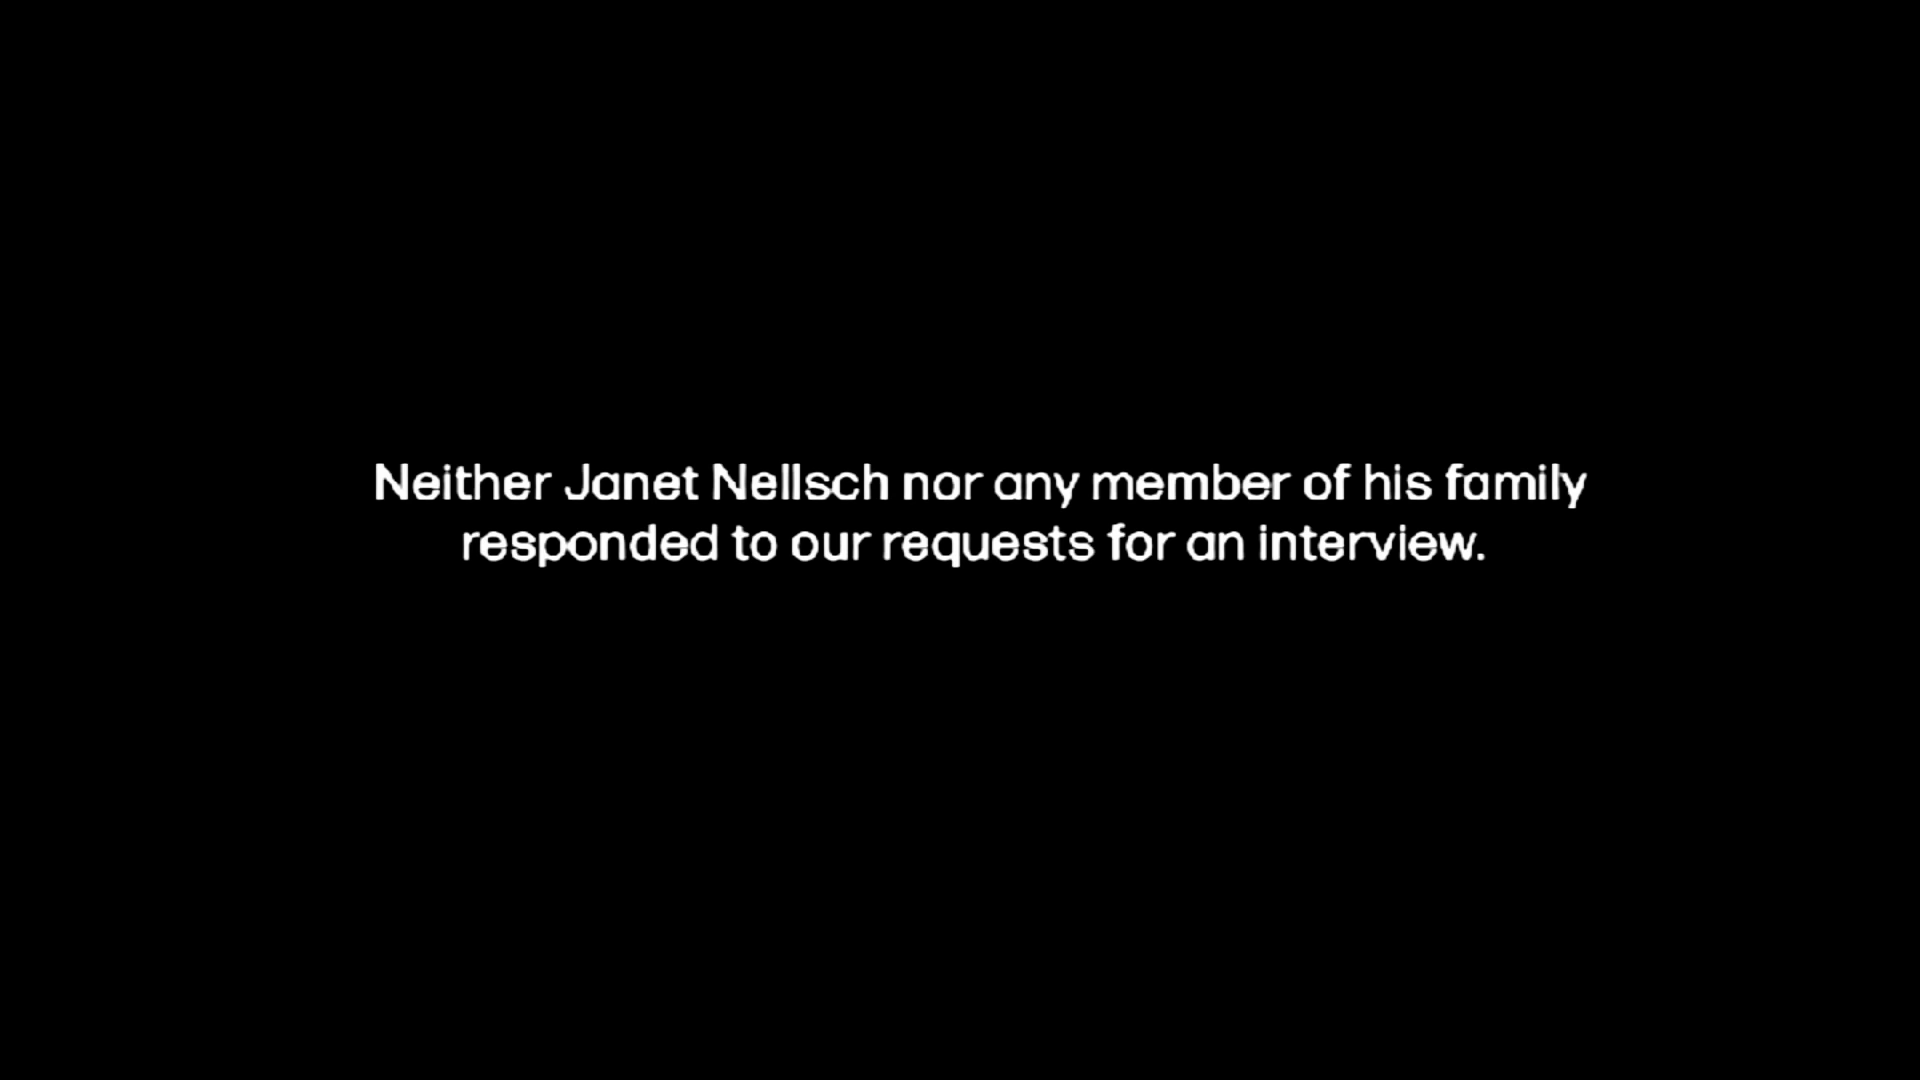 Neither Janet Nellsch nor any member of his family
responded to our requests for an interview.